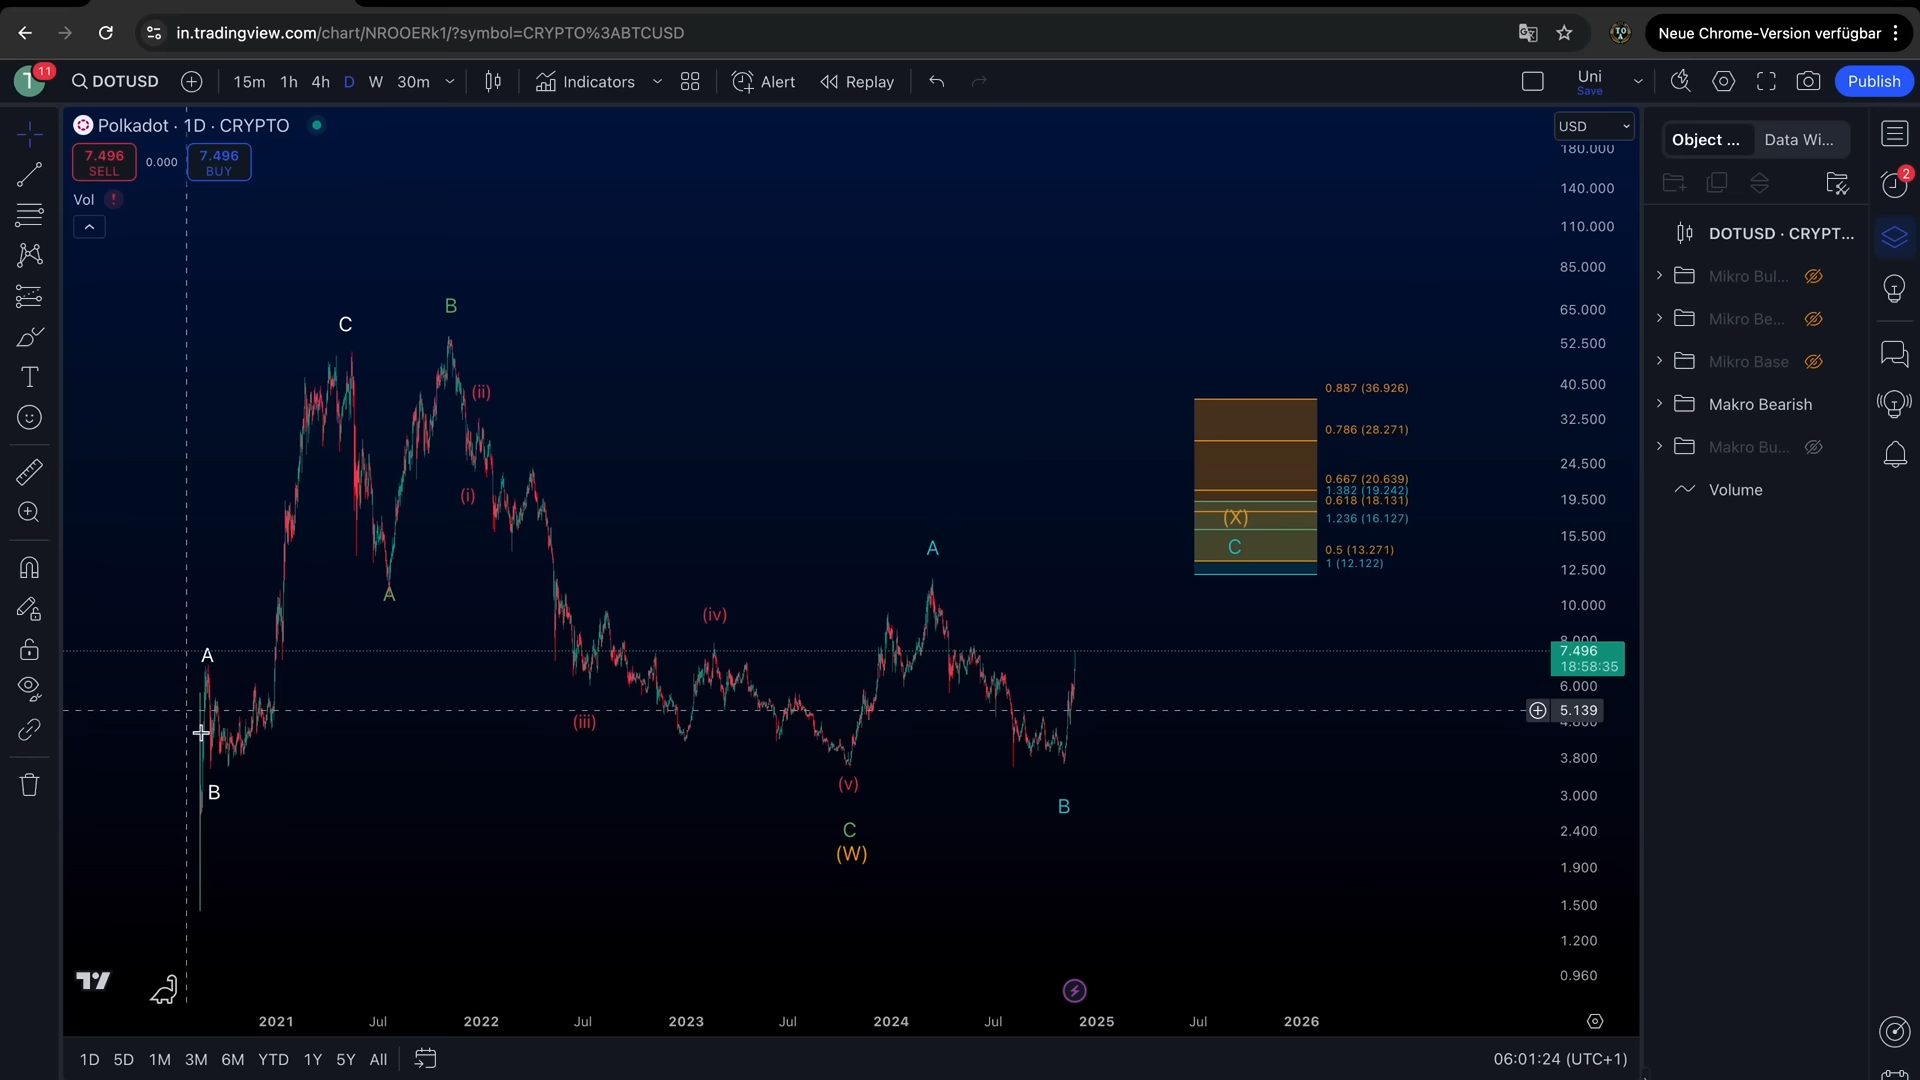 in.tradingview.com/chart/NROOERk1/?symbol=CRYPTO%3ABTCUSD
Neue Chrome-Version verfügbar
T 11 DOTUSD 15m 1h 4h D W 30m Indicators Alert Replay Uni Save Publish
Polkadot · 1D · CRYPTO
USD
Object ... Data Wi...
7.496 SELL 0.000 7.496 BUY
Vol !
2
180.000
140.000
110.000
85.000
65.000
52.500
40.500
32.500
24.500
19.500
15.500
12.500
10.000
8.000
7.496
18:58:35
6.000
5.139
4.800
3.800
3.000
2.400
1.900
1.500
1.200
0.960
DOTUSD · CRYPT...
Mikro Bul...
Mikro Be...
Mikro Base
Makro Bearish
Makro Bu...
Volume
B
C
(ii)
(i)
A
A
B
(iii)
(iv)
(v)
C
(W)
A
B
(X)
C
0.887 (36.926)
0.786 (28.271)
0.667 (20.639)
1.382 (19.242)
0.618 (18.131)
1.236 (16.127)
0.5 (13.271)
1 (12.122)
2021 Jul 2022 Jul 2023 Jul 2024 Jul 2025 Jul 2026
1D 5D 1M 3M 6M YTD 1Y 5Y All
06:01:24 (UTC+1)